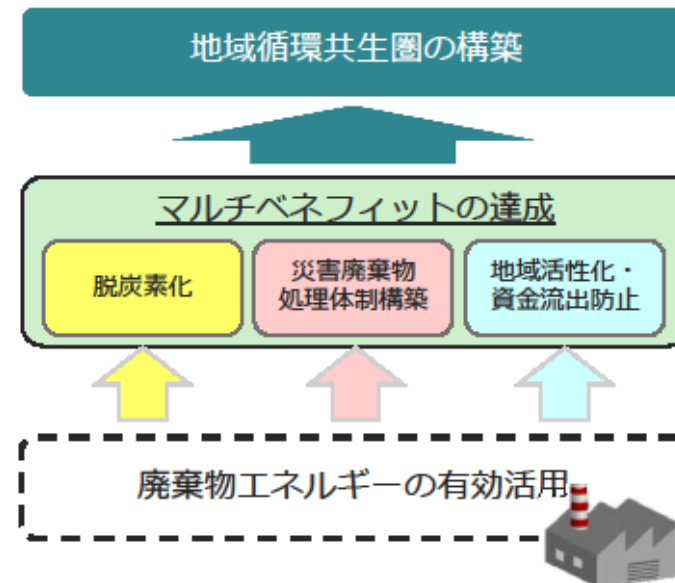 地域循環共生圏の構築
マルチベネフィットの達成
脱炭素化
災害廃棄物
処理体制構築
地域活性化・
資金流出防止
廃棄物エネルギーの有効活用